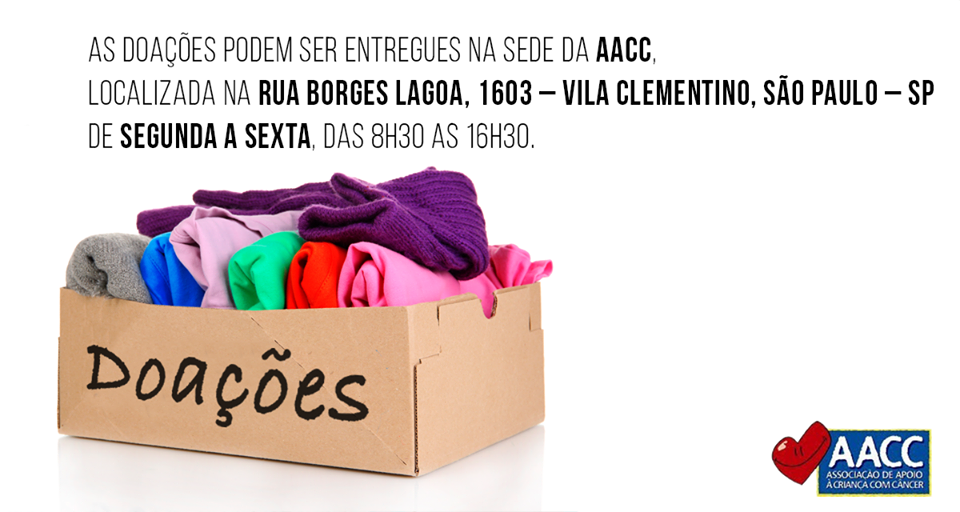 AS DOAÇÕES PODEM SER ENTREGUES NA SEDE DA AACC,
LOCALIZADA NA RUA BORGES LAGOA, 1603 – VILA CLEMENTINO, SÃO PAULO – SP
DE SEGUNDA A SEXTA, DAS 8H30 AS 16H30.
Doações
AACC
ASSOCIAÇÃO DE APOIO
À CRIANÇA COM CÂNCER